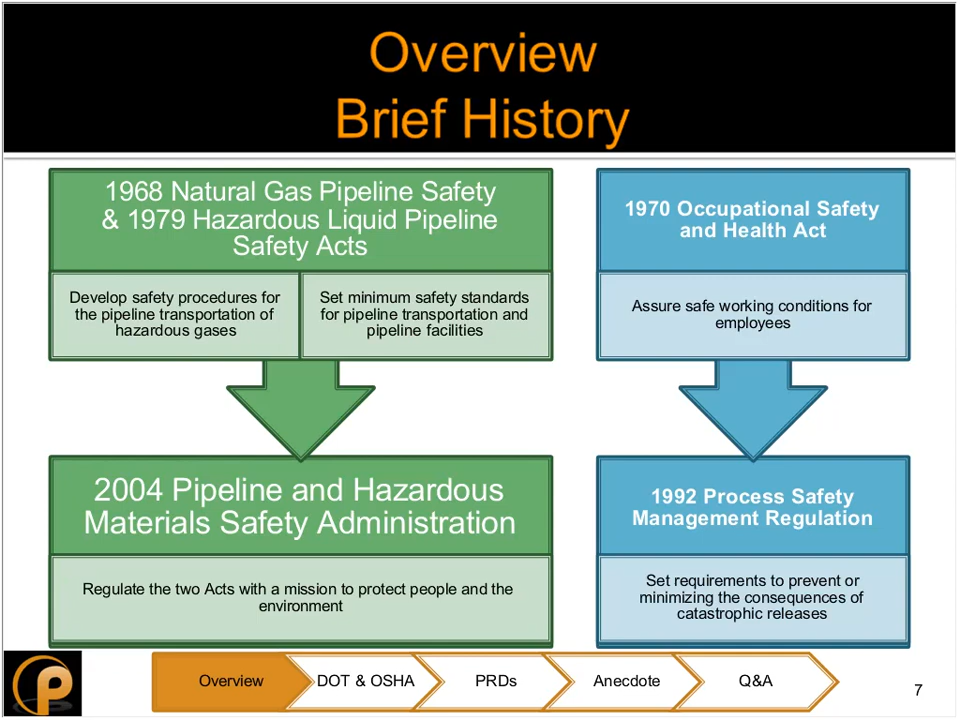 Overview
Brief History
1968 Natural Gas Pipeline Safety
& 1979 Hazardous Liquid Pipeline
Safety Acts
Develop safety procedures for
the pipeline transportation of
hazardous gases
Set minimum safety standards
for pipeline transportation and
pipeline facilities
1970 Occupational Safety
and Health Act
Assure safe working conditions for
employees
2004 Pipeline and Hazardous
Materials Safety Administration
Regulate the two Acts with a mission to protect people and the
environment
1992 Process Safety
Management Regulation
Set requirements to prevent or
minimizing the consequences of
catastrophic releases
P
Overview
DOT & OSHA
PRDs
Anecdote
Q&A
7